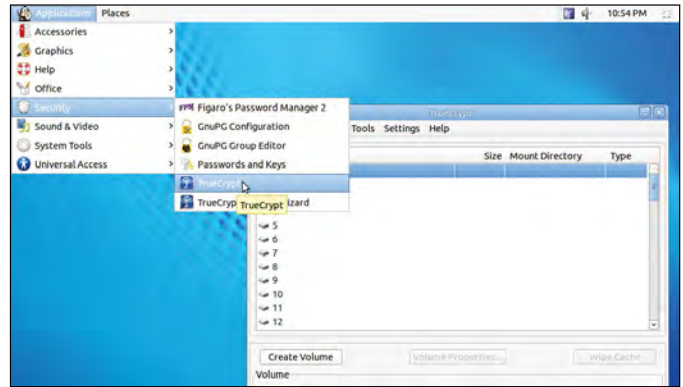 Applications Places 10:54 PM
Accessories
Graphics
Help
Office
Security
Sound & Video
System Tools
Universal Access
Figaro's Password Manager 2
GnuPG Configuration
GnuPG Group Editor
Passwords and Keys
TrueCrypt
TrueCryp
TrueCrypt
izard
TrueCrypt
Tools Settings Help
Size Mount Directory Type
5
6
7
8
9
10
11
12
Create Volume Volume Properties... Wipe Cache
Volume